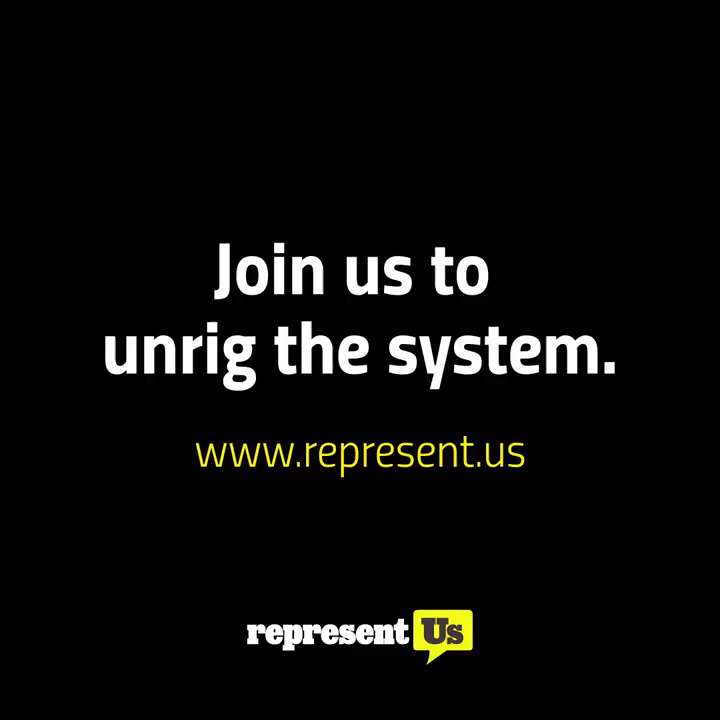 Join us to
unrig the system.
www.represent.us
represent Us